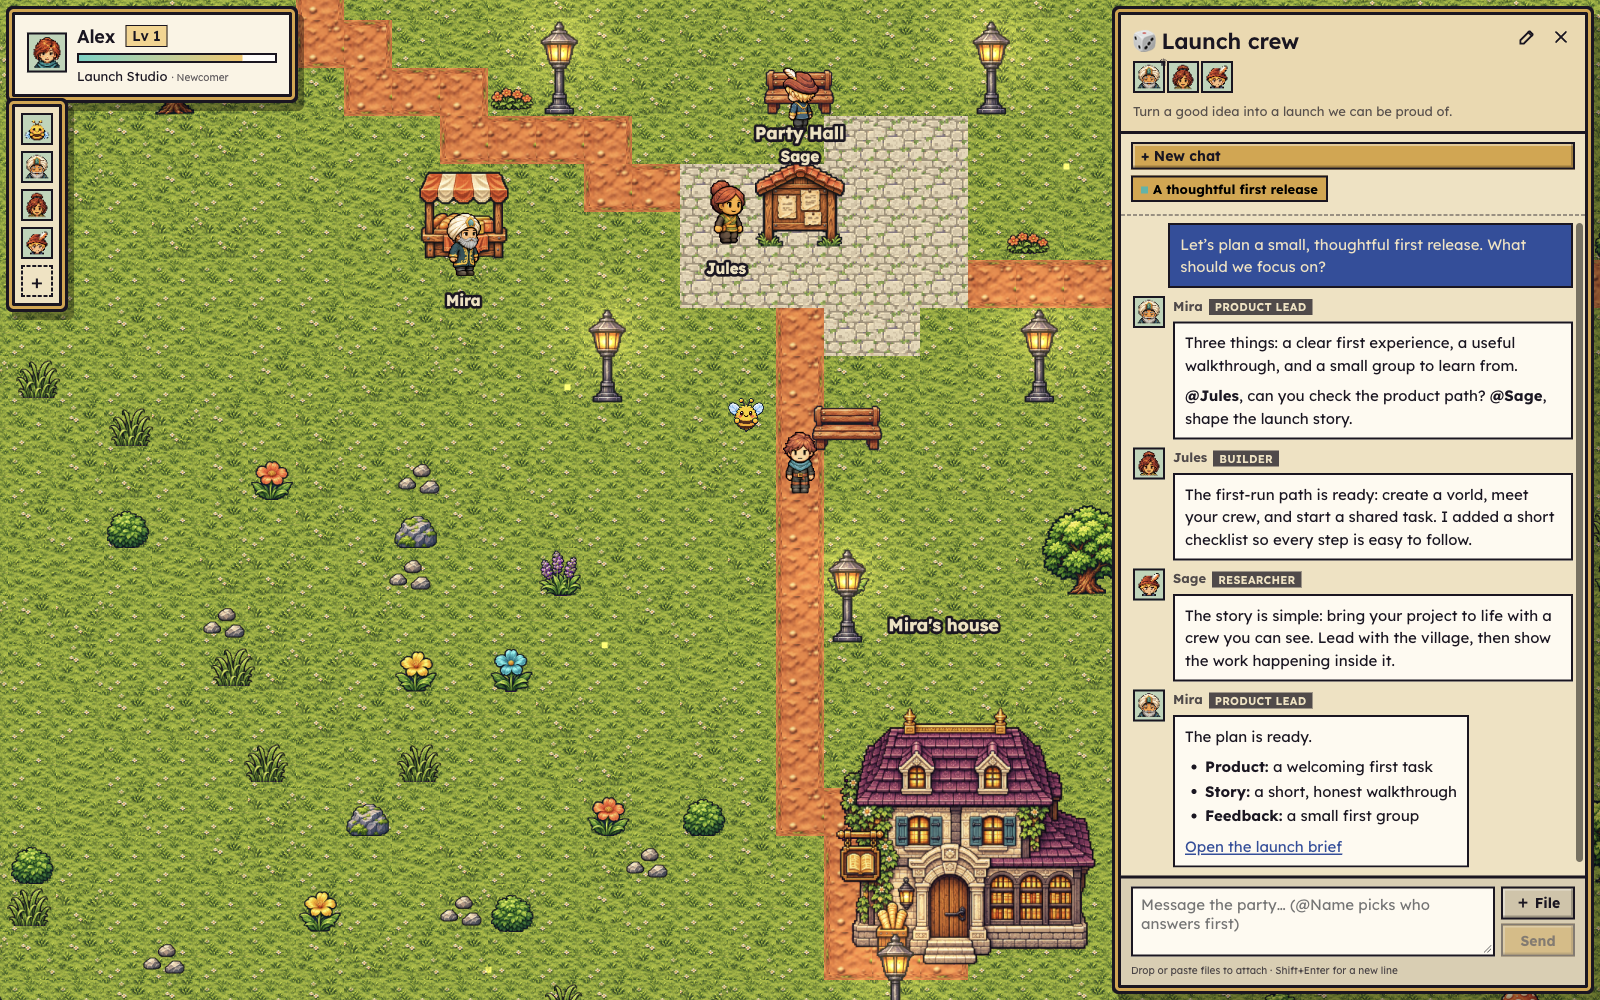 Alex Lv 1
Launch Studio · Newcomer
+
Party Hall
Sage
Jules
Mira
Mira's house
Launch crew
Turn a good idea into a launch we can be proud of.
+ New chat
A thoughtful first release
Let's plan a small, thoughtful first release. What
should we focus on?
Mira PRODUCT LEAD
Three things: a clear first experience, a useful
walkthrough, and a small group to learn from.
@Jules, can you check the product path? @Sage,
shape the launch story.
Jules BUILDER
The first-run path is ready: create a vorld, meet
your crew, and start a shared task. I added a short
checklist so every step is easy to follow.
Sage RESEARCHER
The story is simple: bring your project to life with a
crew you can see. Lead with the village, then show
the work happening inside it.
Mira PRODUCT LEAD
The plan is ready.
• Product: a welcoming first task
• Story: a short, honest walkthrough
• Feedback: a small first group
Open the launch brief
Message the party… (@Name picks who
answers first)
+ File
Send
Drop or paste files to attach · Shift+Enter for a new line